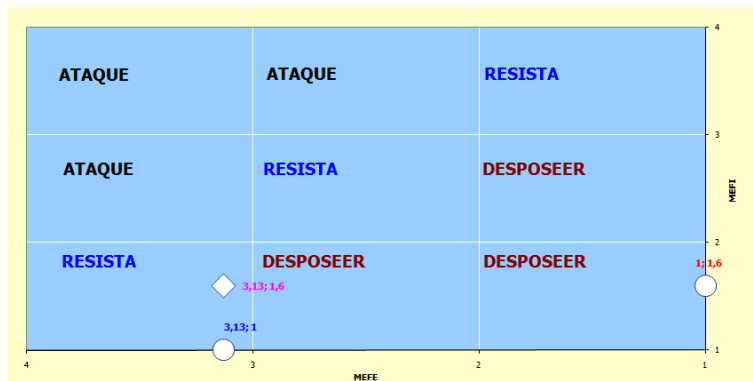 4
ATAQUE ATAQUE RESISTA
3
ATAQUE RESISTA DESPOSEER
MEFI
2
RESISTA DESPOSEER DESPOSEER 1; 1,6
3,13; 1,6
3,13; 1
1
4 3 2 1
MEFE